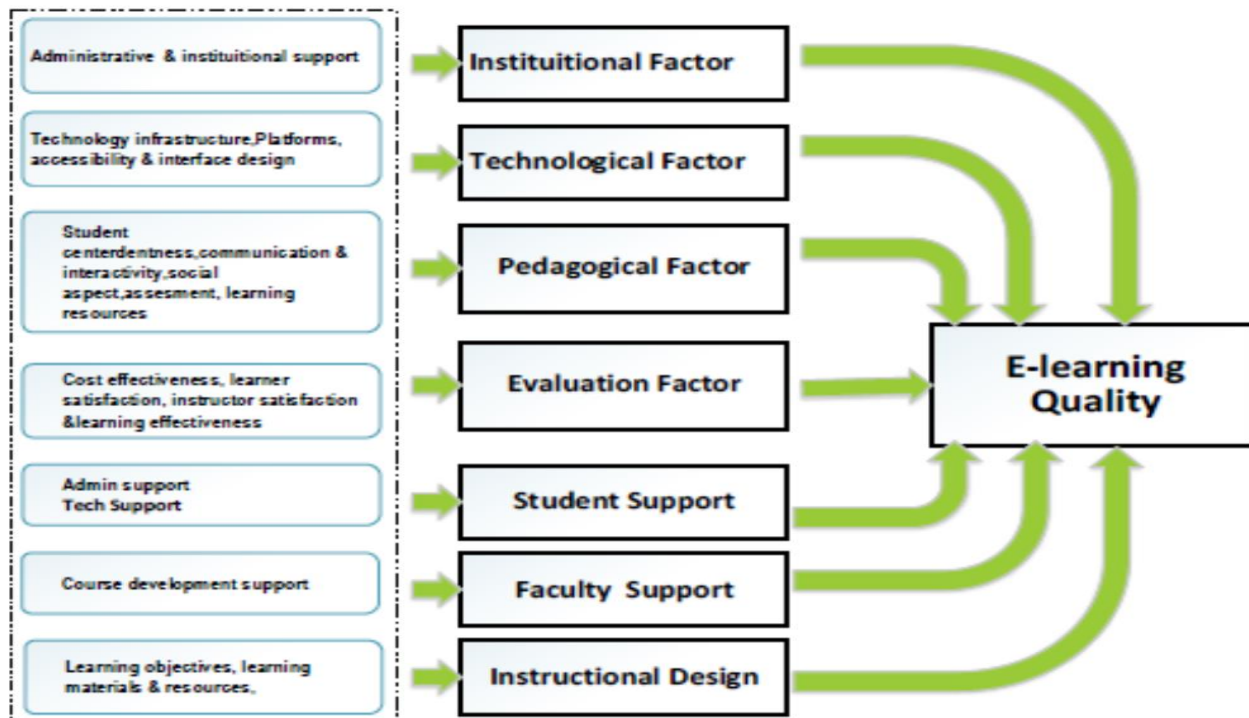 Administrative & instituitional support
Instituitional Factor
Technology infrastructure,Platforms,
accessibility & interface design
Technological Factor
Student
centerdentness,communication &
interactivity,social
aspect,assesment, learning
resources
Pedagogical Factor
Cost effectiveness, learner
satisfaction, instructor satisfaction
&learning effectiveness
Evaluation Factor
E-learning
Quality
Admin support
Tech Support
Student Support
Course development support
Faculty Support
Learning objectives, learning
materials & resources,
Instructional Design